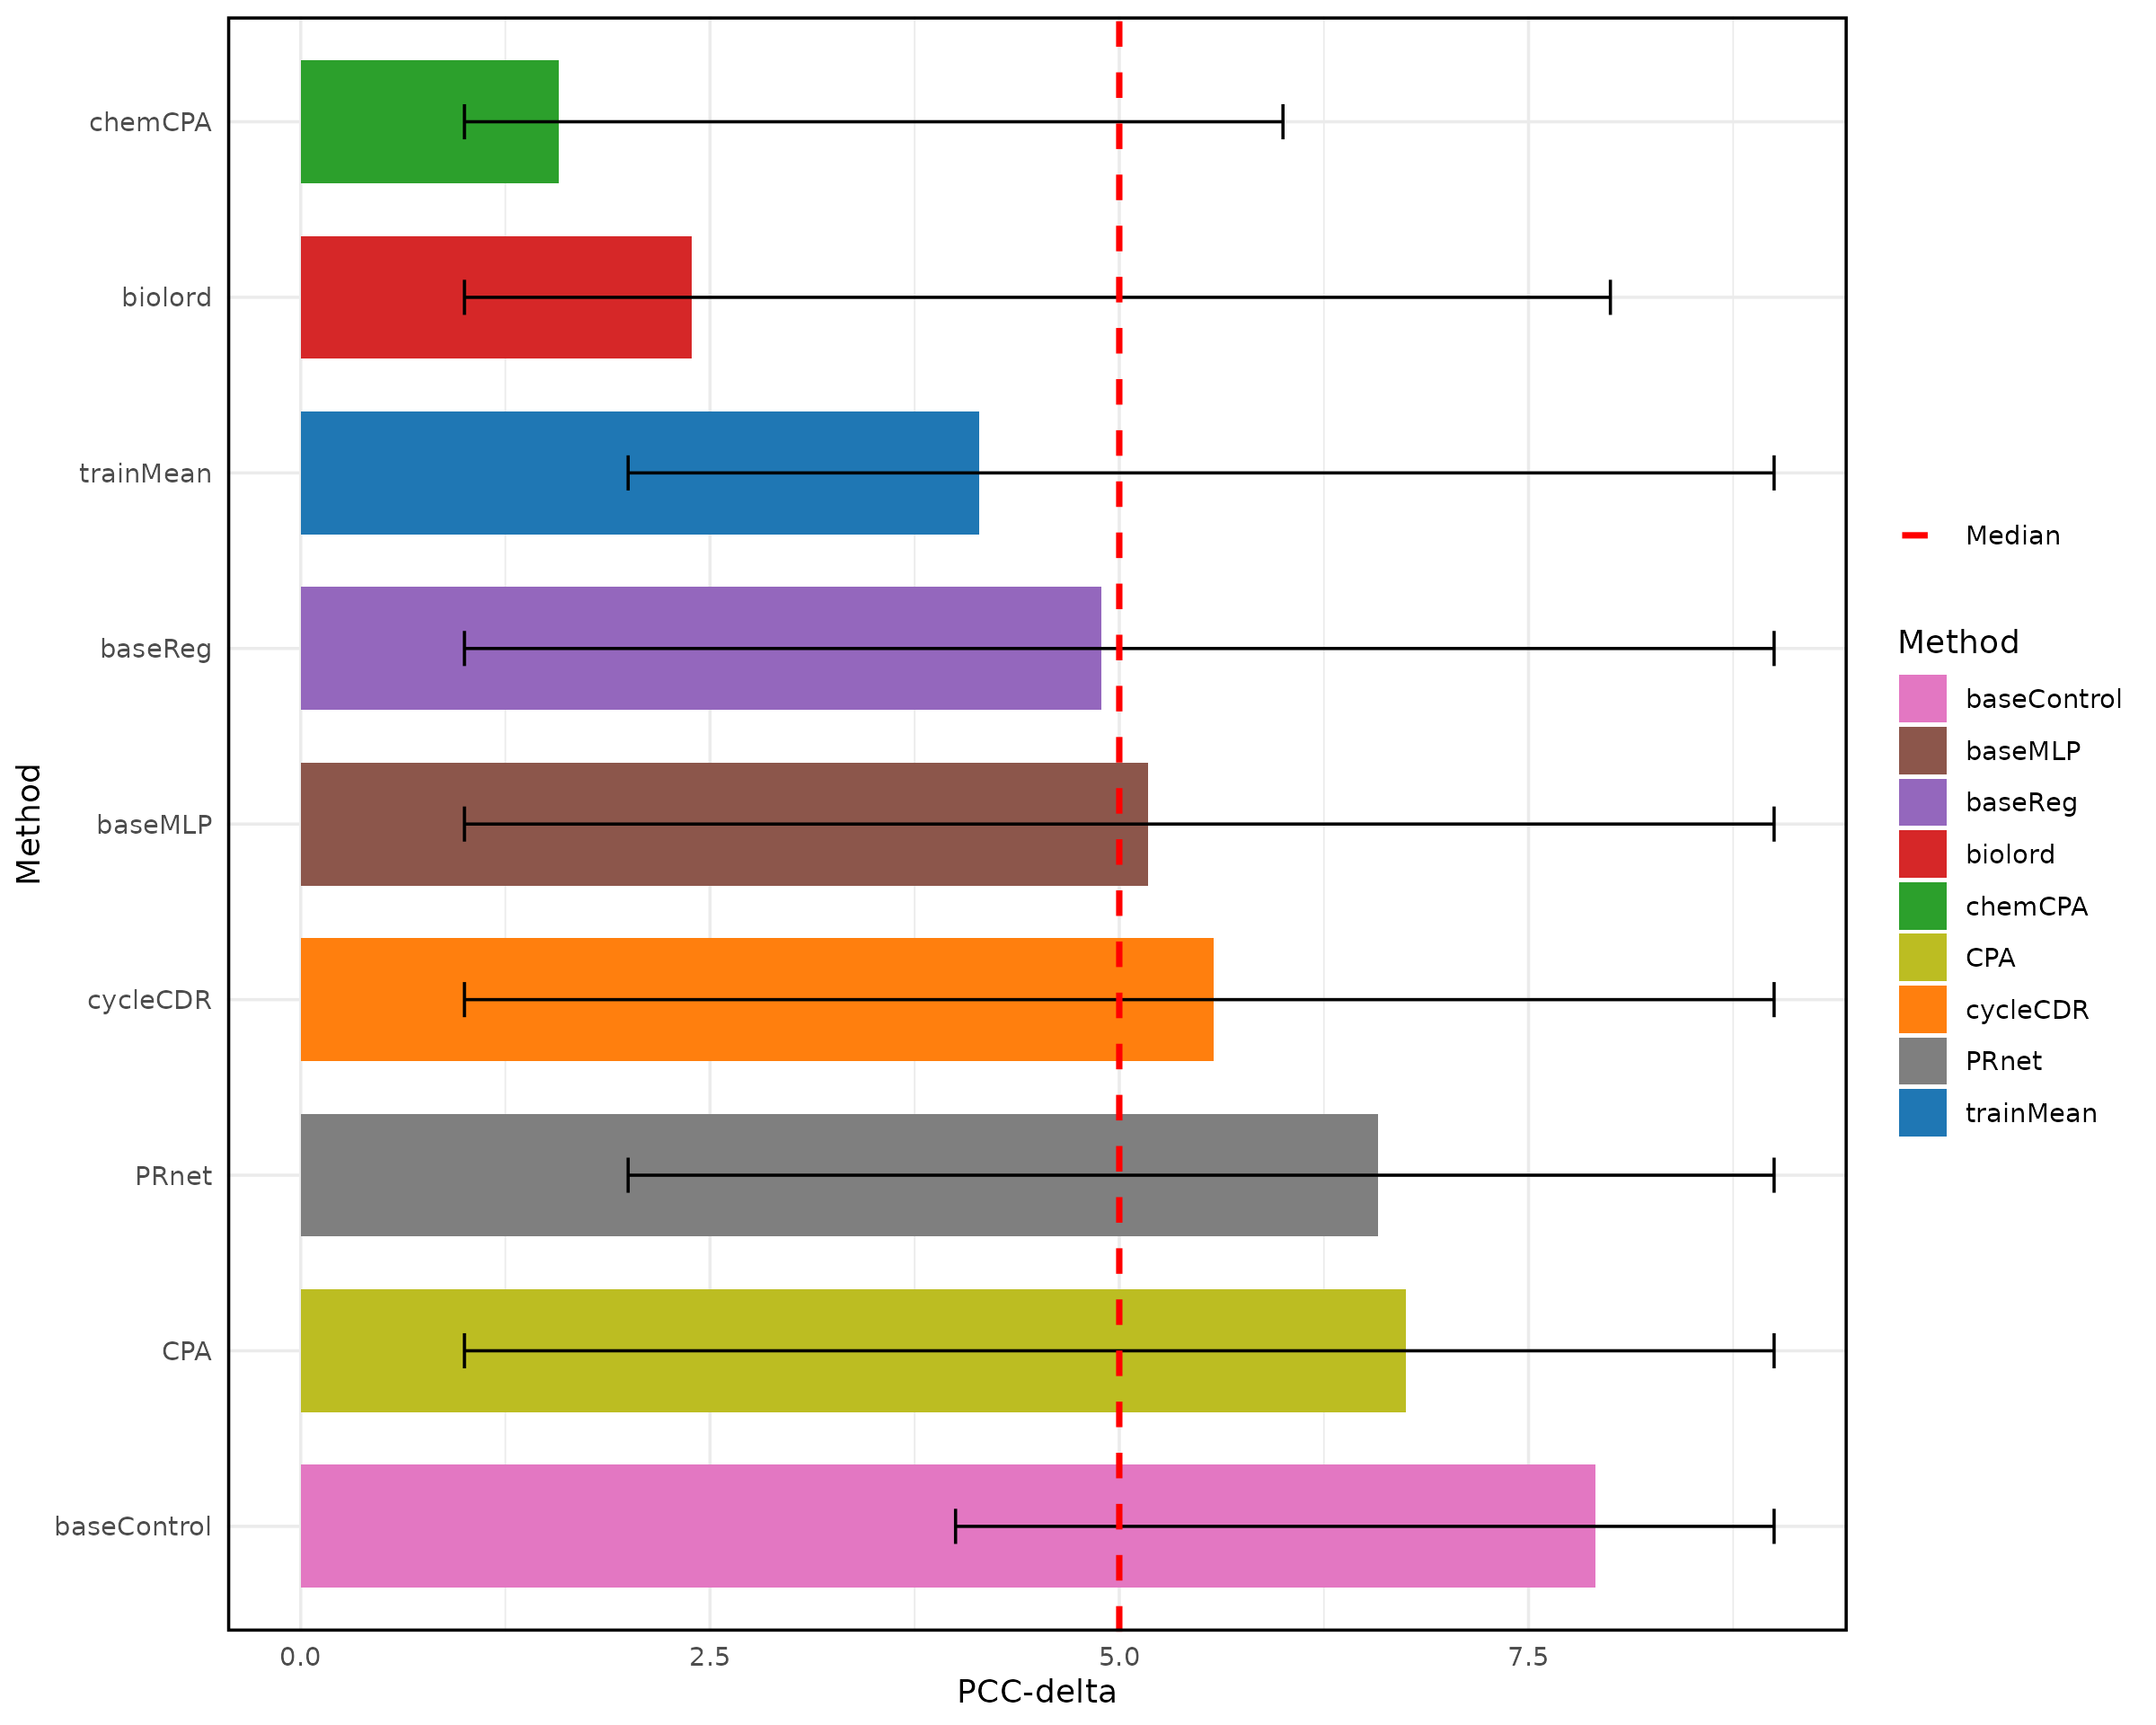 Method
chemCPA
biolord
trainMean
baseReg
baseMLP
cycleCDR
PRnet
CPA
baseControl
0.0
2.5
5.0
7.5
PCC-delta
Median
Method
baseControl
baseMLP
baseReg
biolord
chemCPA
CPA
cycleCDR
PRnet
trainMean